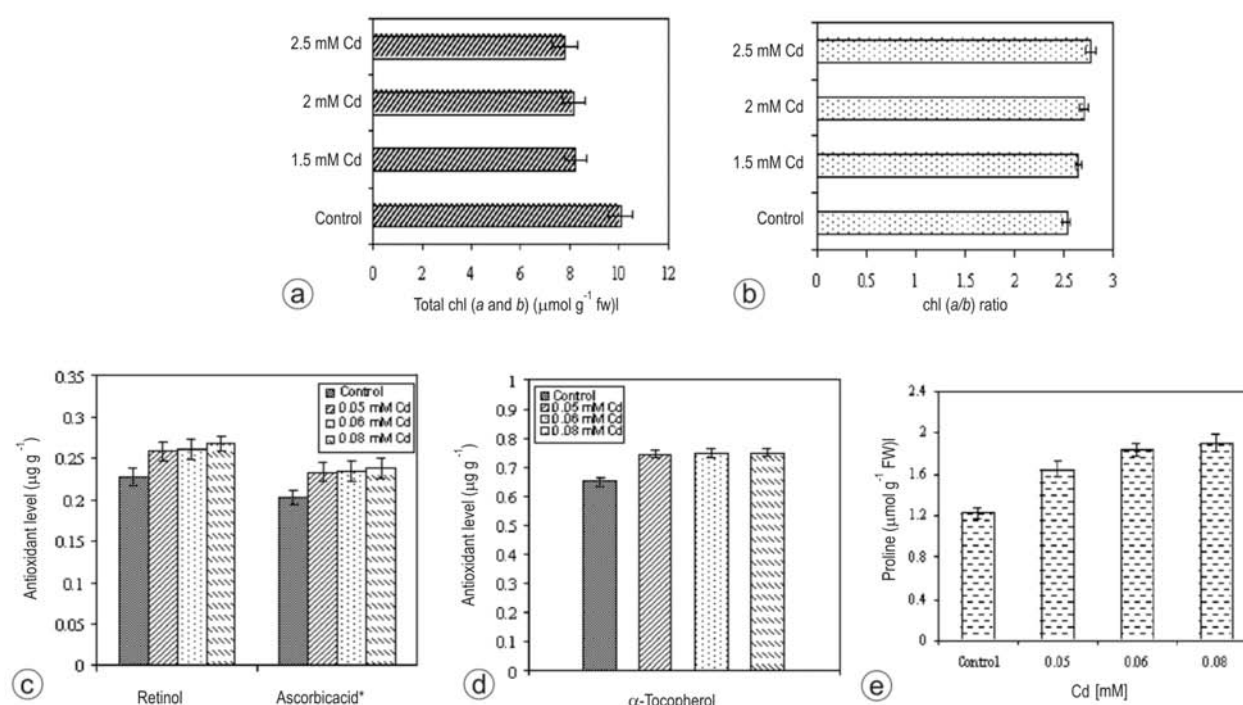 2.5 mM Cd
2 mM Cd
1.5 mM Cd
Control
0 2 4 6 8 10 12
Total chl (a and b) (μmol g⁻¹ fw)l
a
2.5 mM Cd
2 mM Cd
1.5 mM Cd
Control
0 0.5 1 1.5 2 2.5 3
chl (a/b) ratio
b
Antioxidant level (μg g⁻¹)
0.35
0.3
0.25
0.2
0.15
0.1
0.05
0
Control
0.05 mM Cd
0.06 mM Cd
0.08 mM Cd
Retinol Ascorbicacid*
c
Antioxidant level (μg g⁻¹)
1
0.9
0.8
0.7
0.6
0.5
0.4
0.3
0.2
0.1
0
Control
0.05 mM Cd
0.06 mM Cd
0.08 mM Cd
α-Tocopherol
d
Proline (μmol g⁻¹ FW)l
2.4
2
1.6
1.2
0.8
0.4
0
Control 0.05 0.06 0.08
Cd [mM]
e